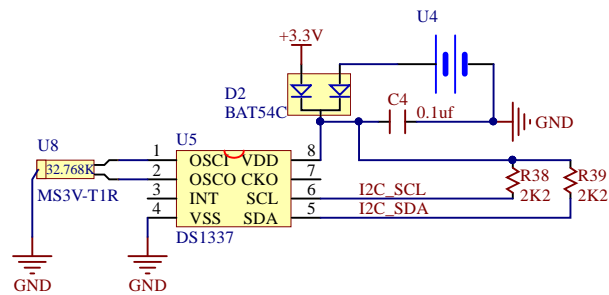 +3.3V
U4
D2
BAT54C
C4
0.1uf
GND
U8
32.768K
MS3V-T1R
GND
U5
1 OSCI VDD 8
2 OSCO CKO 7
3 INT SCL 6
4 VSS SDA 5
DS1337
GND
I2C_SCL
I2C_SDA
R38
2K2
R39
2K2